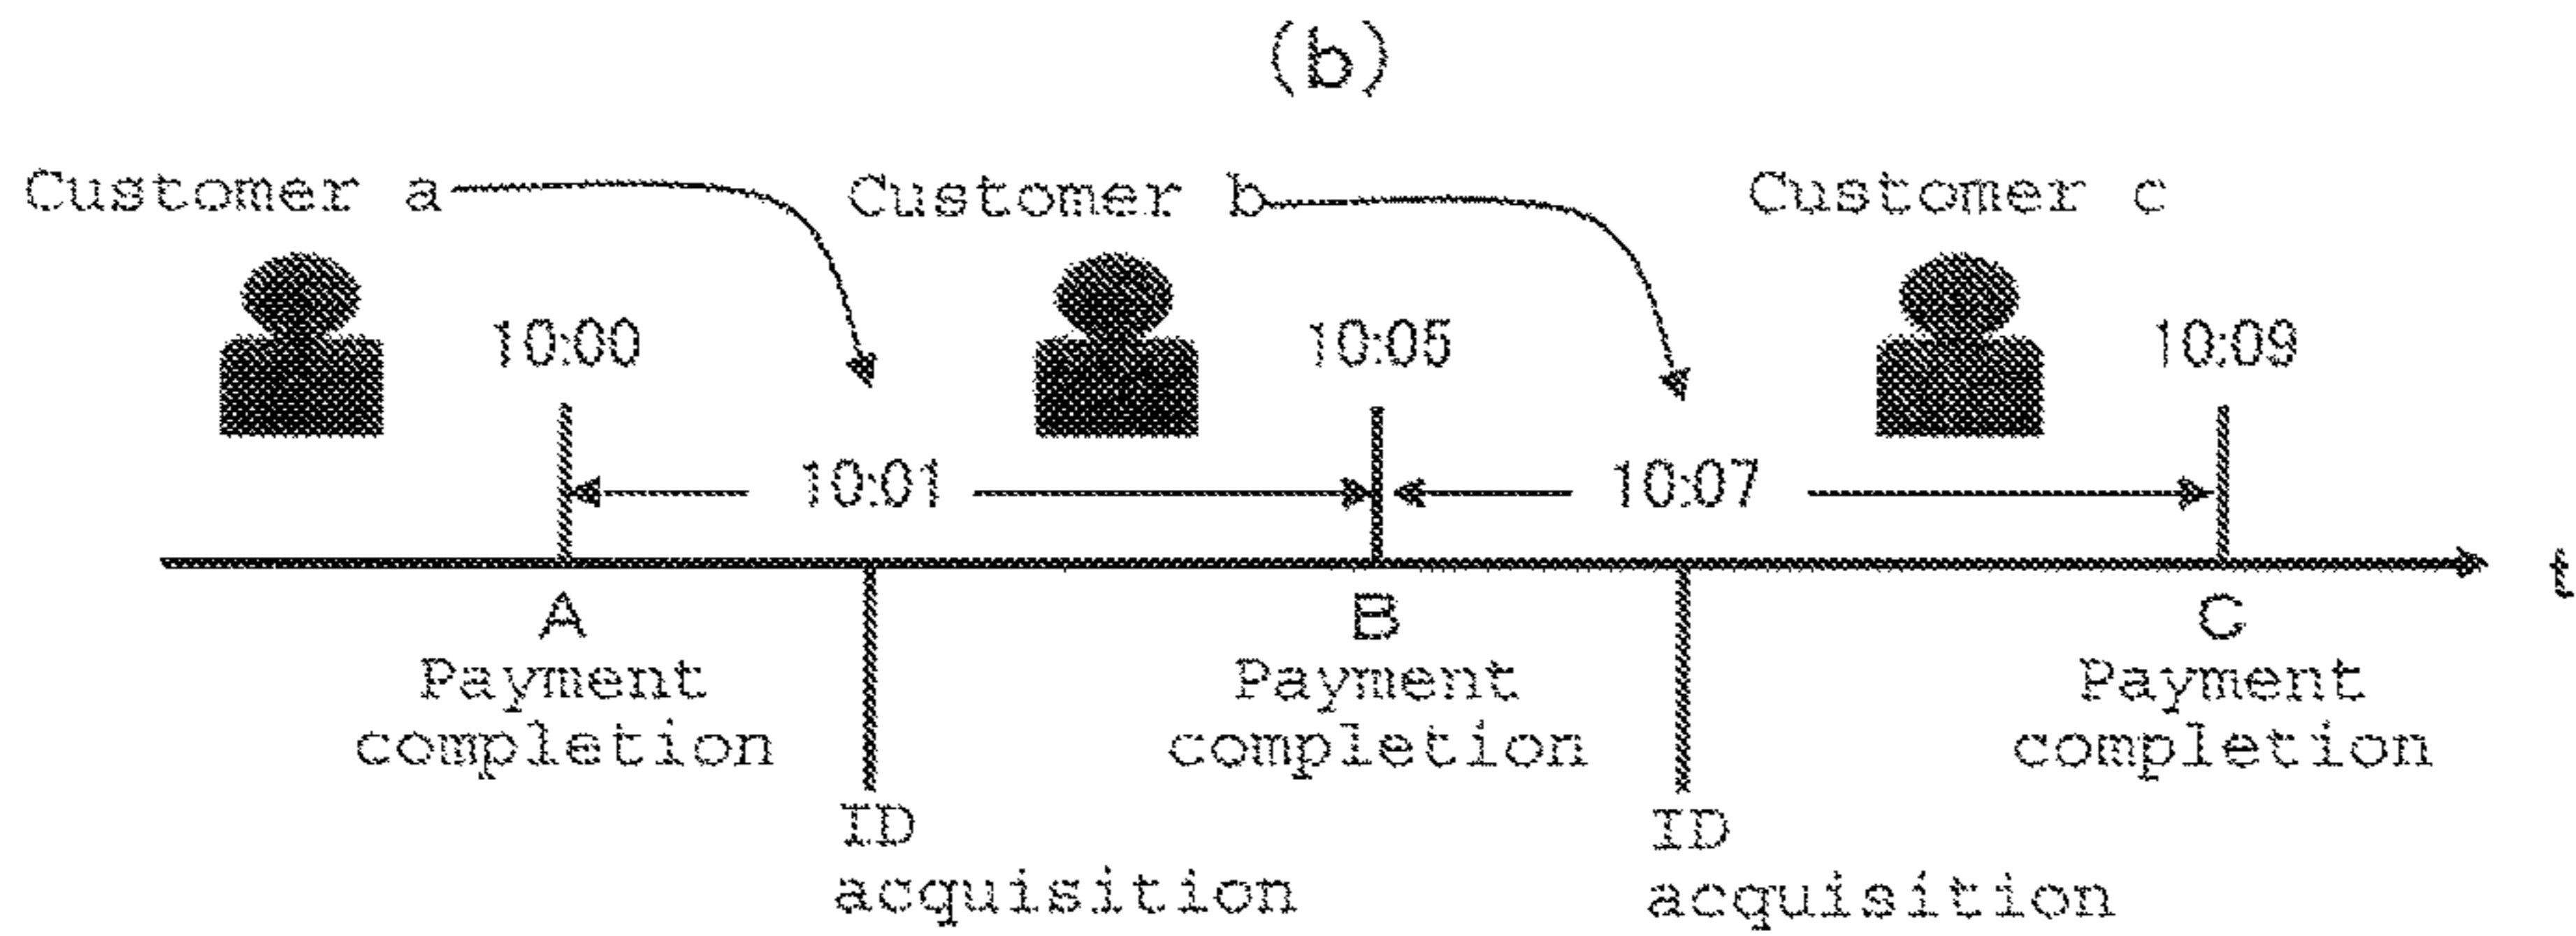 (b)
Customer a Customer b Customer c
10:00 10:05 10:09
10:01 10:07
t
A B C
Payment Payment Payment
completion completion completion
ID ID
acquisition acquisition